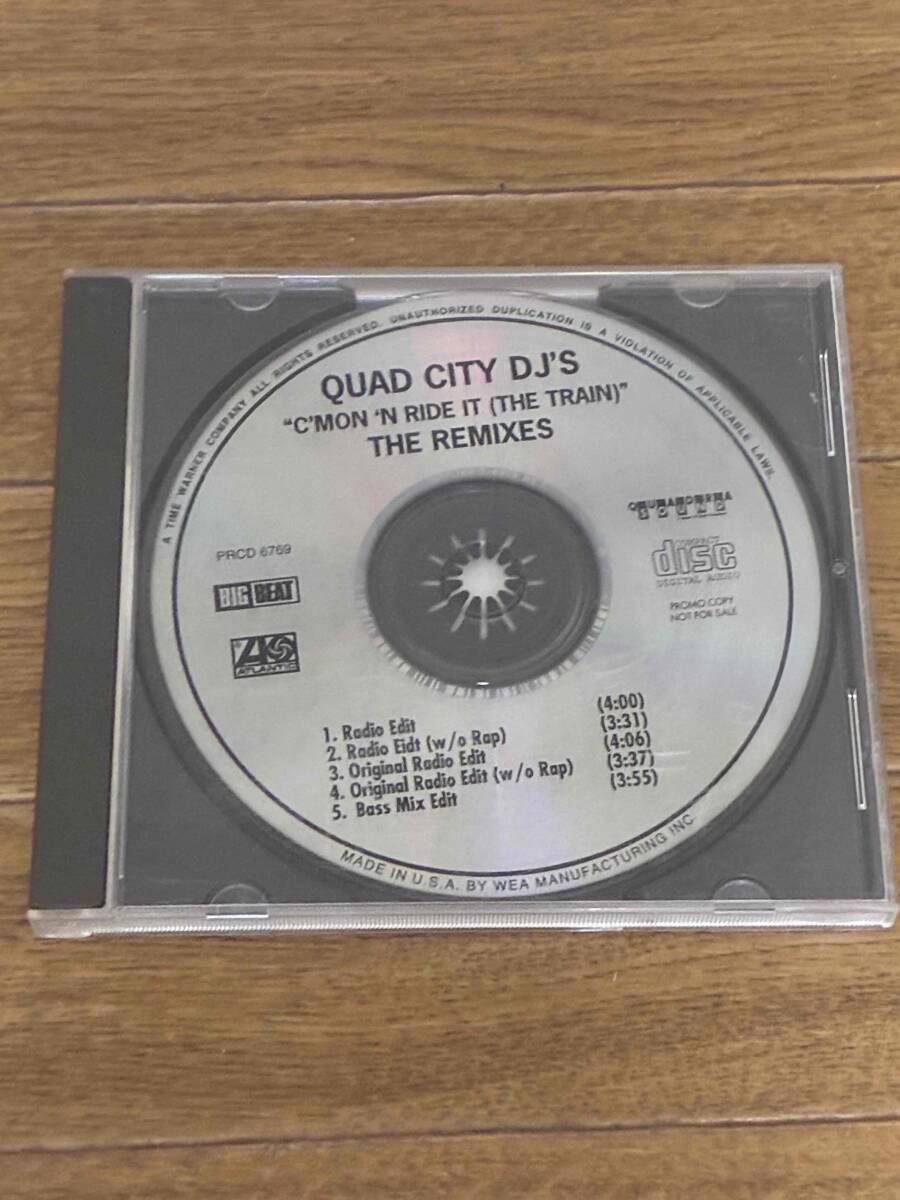 A TIME WARNER COMPANY ALL RIGHTS RESERVED. UNAUTHORIZED DUPLICATION IS A VIOLATION OF APPLICABLE LAWS.
QUAD CITY DJ'S
"C'MON 'N RIDE IT (THE TRAIN)"
THE REMIXES
QUADRA
SOUND
PRCD 6769
COMPACT
disc
DIGITAL AUDIO
BIG BEAT
PROMO COPY
NOT FOR SALE
ATLANTIC
1. Radio Edit (4:00)
2. Radio Eidt (w/o Rap) (3:31)
3. Original Radio Edit (4:06)
4. Original Radio Edit (w/o Rap) (3:37)
5. Bass Mix Edit (3:55)
MADE IN U.S.A. BY WEA MANUFACTURING INC.